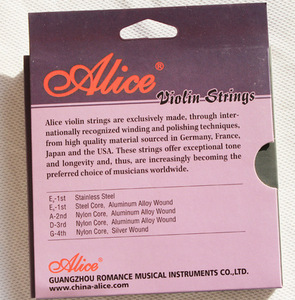 Alice®
Violin Strings
Alice violin strings are exclusively made, through inter-
nationally recognized winding and polishing techniques,
from high quality material sourced in Germany, France,
Japan and the USA. These strings offer exceptional tone
and longevity and, thus, are increasingly becoming the
preferred choice of musicians worldwide.
E₁-1st Stainless Steel
E₂-1st Steel Core, Aluminum Alloy Wound
A-2nd Nylon Core, Aluminum Alloy Wound
D-3rd Nylon Core, Aluminum Alloy Wound
G-4th Nylon Core, Silver Wound
Alice®
GUANGZHOU ROMANCE MUSICAL INSTRUMENTS CO.,LTD.
www.china-alice.com